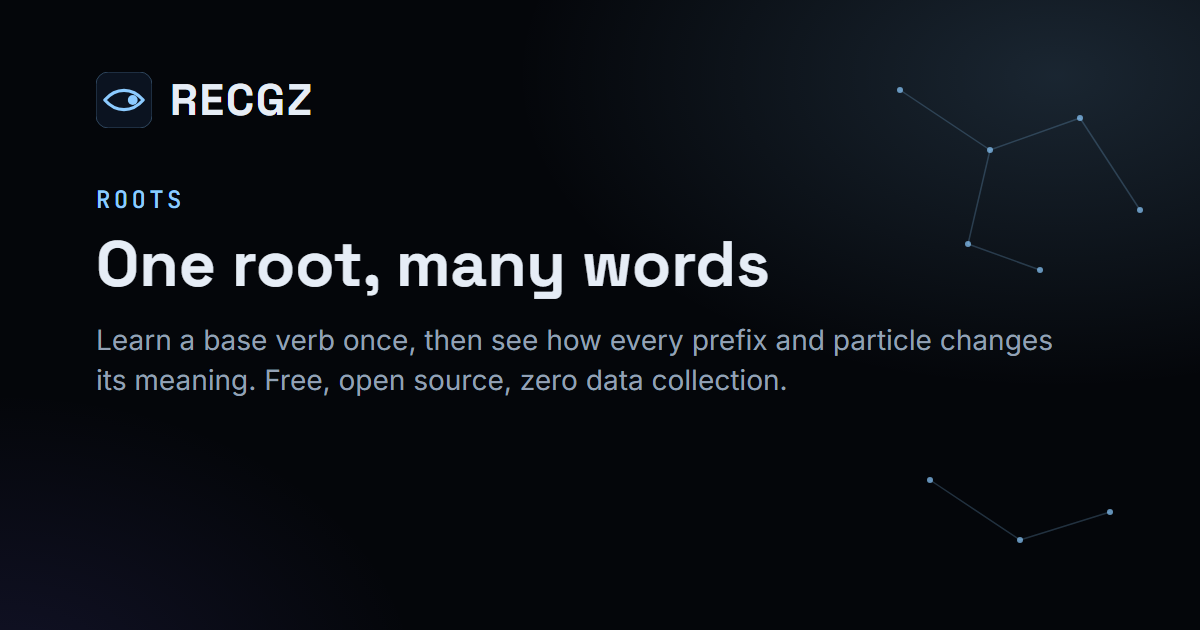 RECGZ
ROOTS
One root, many words
Learn a base verb once, then see how every prefix and particle changes
its meaning. Free, open source, zero data collection.